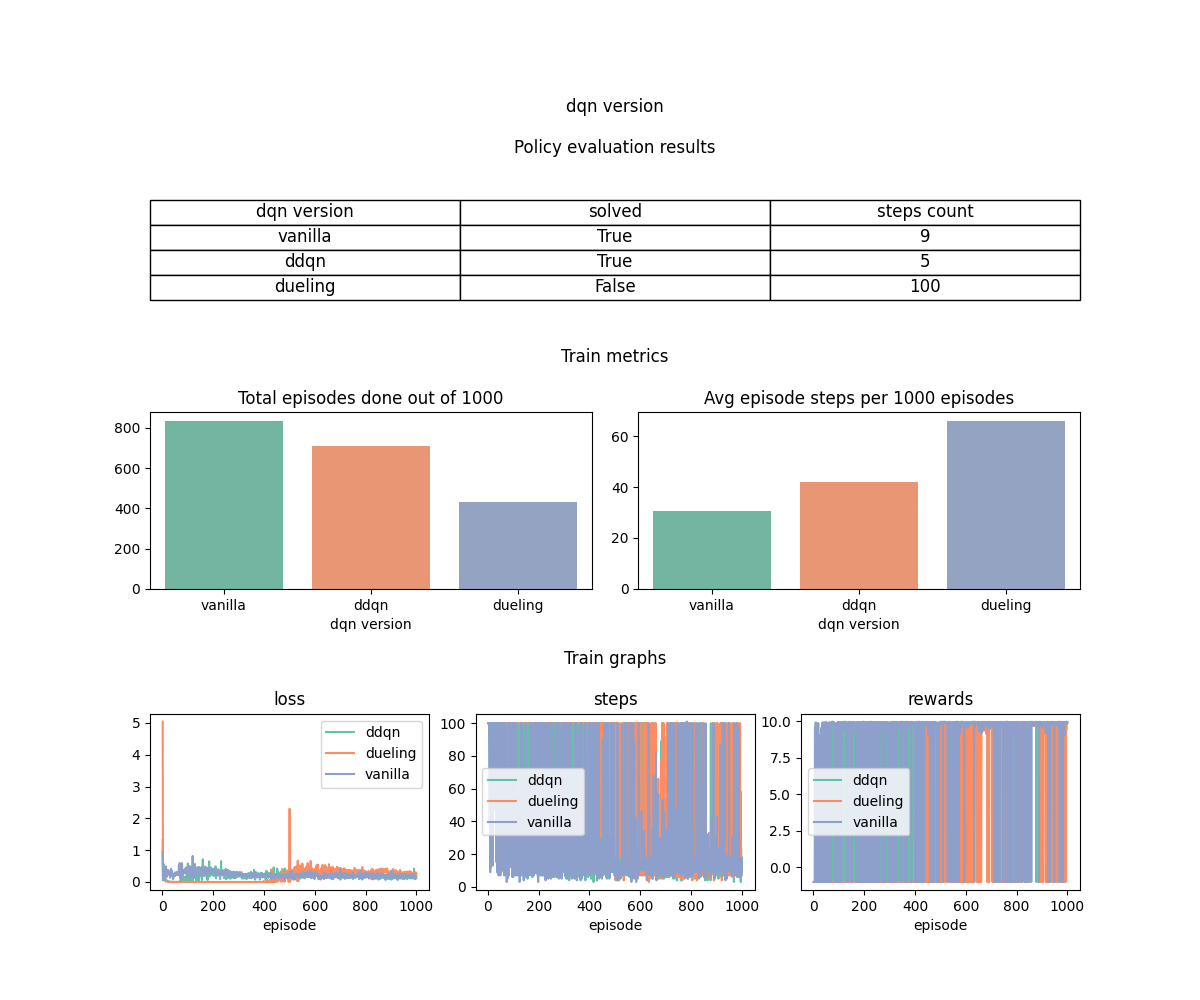 dqn version
Policy evaluation results
dqn version solved steps count
vanilla True 9
ddqn True 5
dueling False 100
Train metrics
Total episodes done out of 1000 Avg episode steps per 1000 episodes
800
600
400
200
0
vanilla ddqn dueling
dqn version
60
40
20
0
vanilla ddqn dueling
dqn version
Train graphs
loss
5
4
3
2
1
0
ddqn
dueling
vanilla
0 200 400 600 800 1000
episode
steps
100
80
60
40
20
0
ddqn
dueling
vanilla
0 200 400 600 800 1000
episode
rewards
10.0
7.5
5.0
2.5
0.0
ddqn
dueling
vanilla
0 200 400 600 800 1000
episode